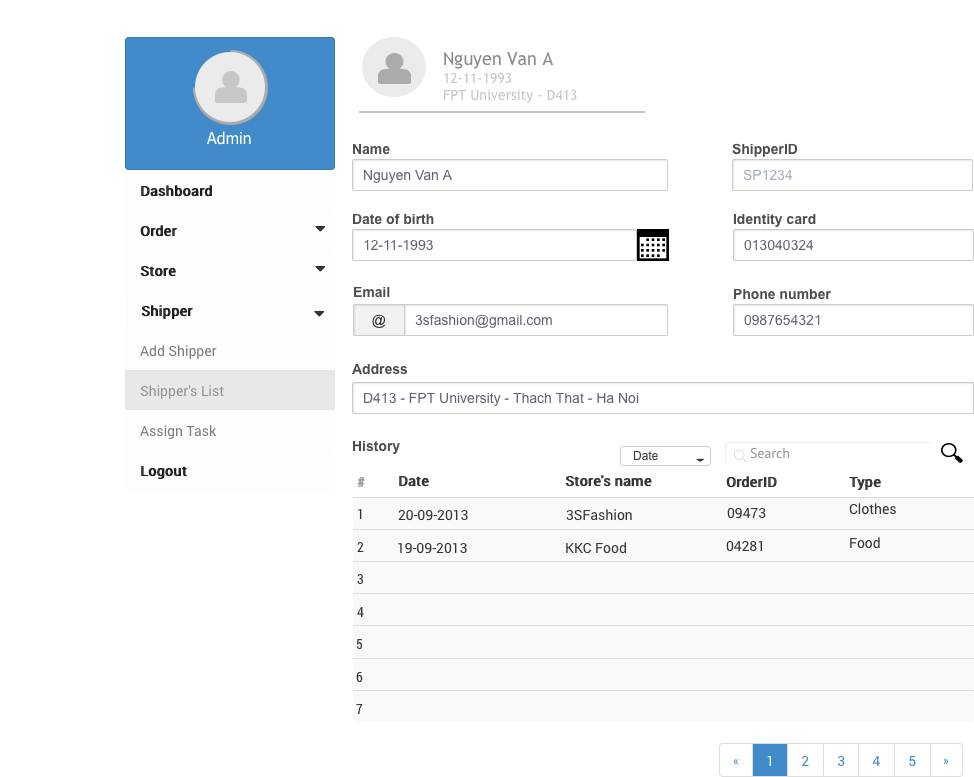 Admin
Dashboard
Order
Store
Shipper
Add Shipper
Shipper's List
Assign Task
Logout
Nguyen Van A
12-11-1993
FPT University - D413
Name
Nguyen Van A
ShipperID
SP1234
Date of birth
12-11-1993
Identity card
013040324
Email
@ 3sfashion@gmail.com
Phone number
0987654321
Address
D413 - FPT University - Thach That - Ha Noi
History
Date
Search
# Date Store's name OrderID Type
1 20-09-2013 3SFashion 09473 Clothes
2 19-09-2013 KKC Food 04281 Food
3
4
5
6
7
« 1 2 3 4 5 »